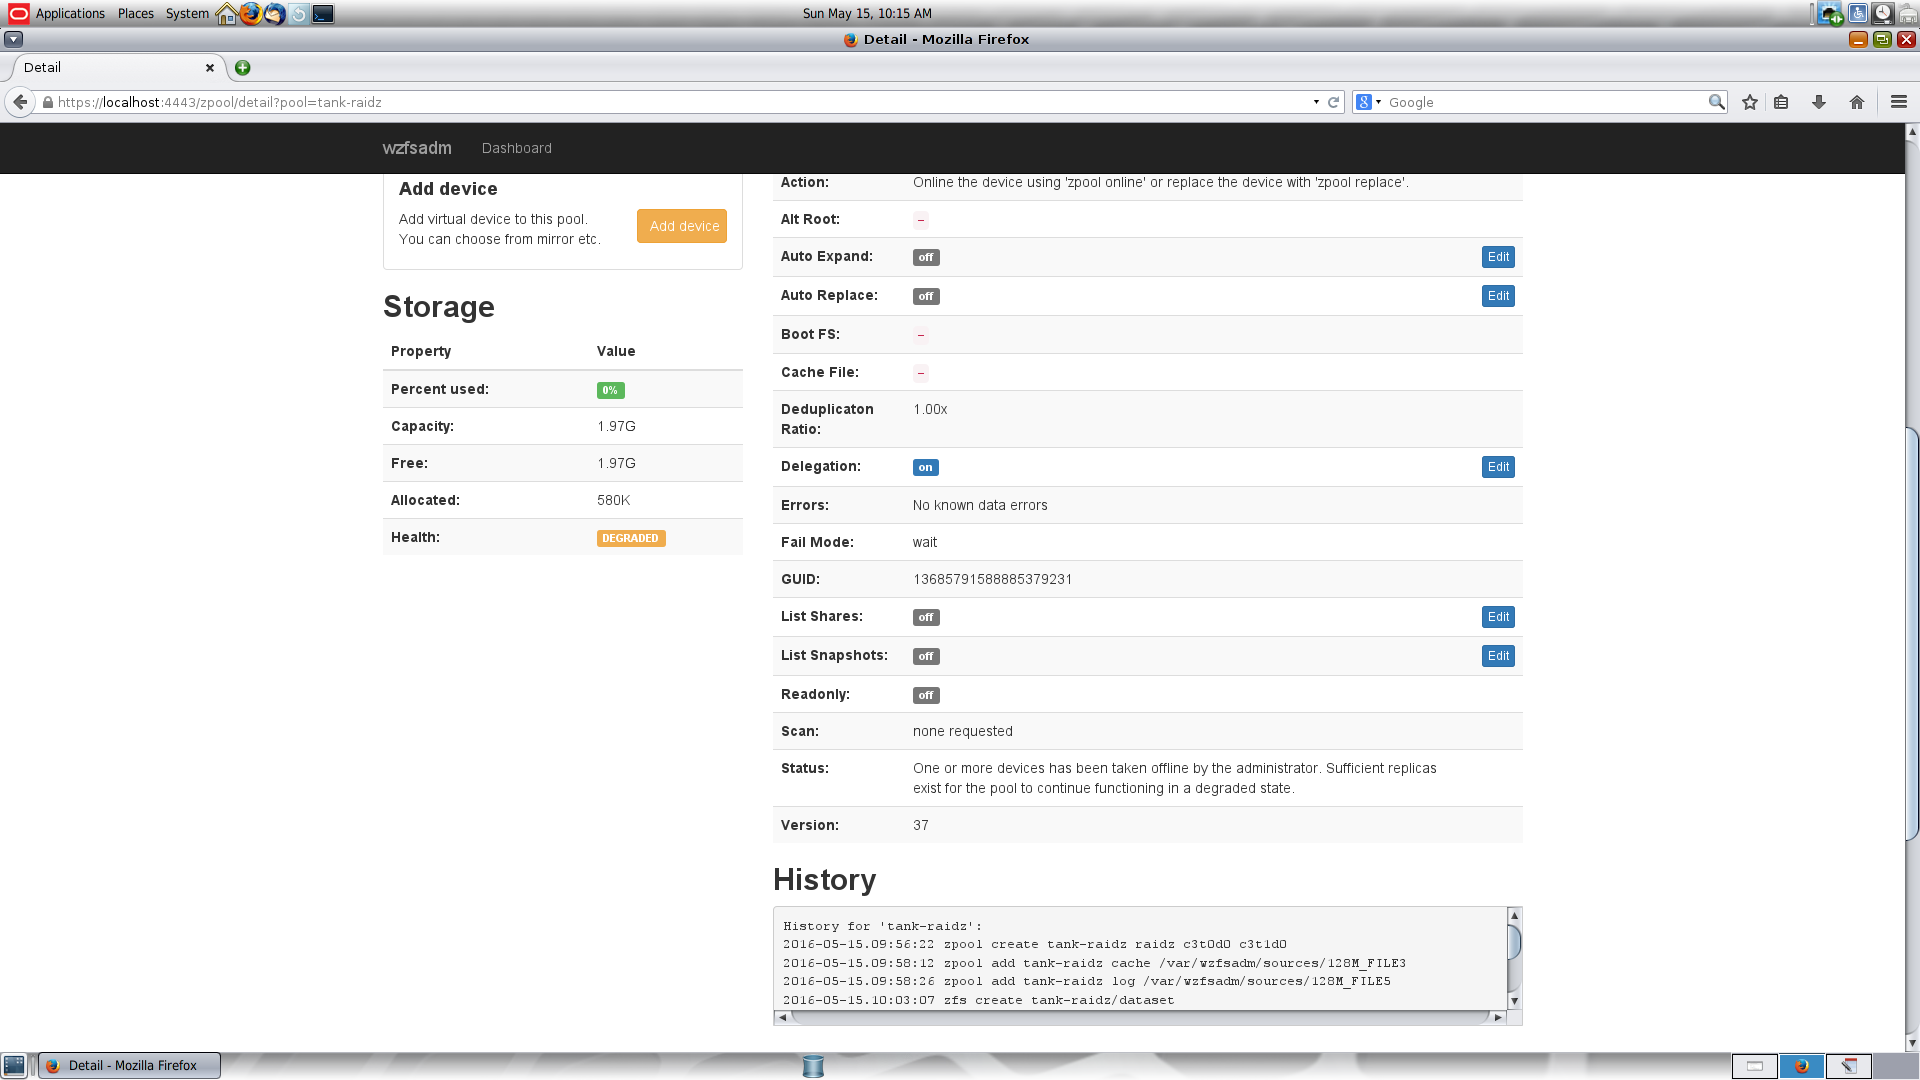 Applications Places System Sun May 15, 10:15 AM
Detail - Mozilla Firefox
Detail
https://localhost:4443/zpool/detail?pool=tank-raidz Google
wzfsadm Dashboard
Add device
Add virtual device to this pool.
You can choose from mirror etc.
Add device
Storage
Property Value
Percent used: 0%
Capacity: 1.97G
Free: 1.97G
Allocated: 580K
Health: DEGRADED
Action: Online the device using 'zpool online' or replace the device with 'zpool replace'.
Alt Root: –
Auto Expand: off Edit
Auto Replace: off Edit
Boot FS: –
Cache File: –
Deduplicaton
Ratio:
1.00x
Delegation: on Edit
Errors: No known data errors
Fail Mode: wait
GUID: 13685791588885379231
List Shares: off Edit
List Snapshots: off Edit
Readonly: off
Scan: none requested
Status: One or more devices has been taken offline by the administrator. Sufficient replicas
exist for the pool to continue functioning in a degraded state.
Version: 37
History
History for 'tank-raidz':
2016-05-15.09:56:22 zpool create tank-raidz raidz c3t0d0 c3t1d0
2016-05-15.09:58:12 zpool add tank-raidz cache /var/wzfsadm/sources/128M_FILE3
2016-05-15.09:58:26 zpool add tank-raidz log /var/wzfsadm/sources/128M_FILE5
2016-05-15.10:03:07 zfs create tank-raidz/dataset
Detail - Mozilla Firefox